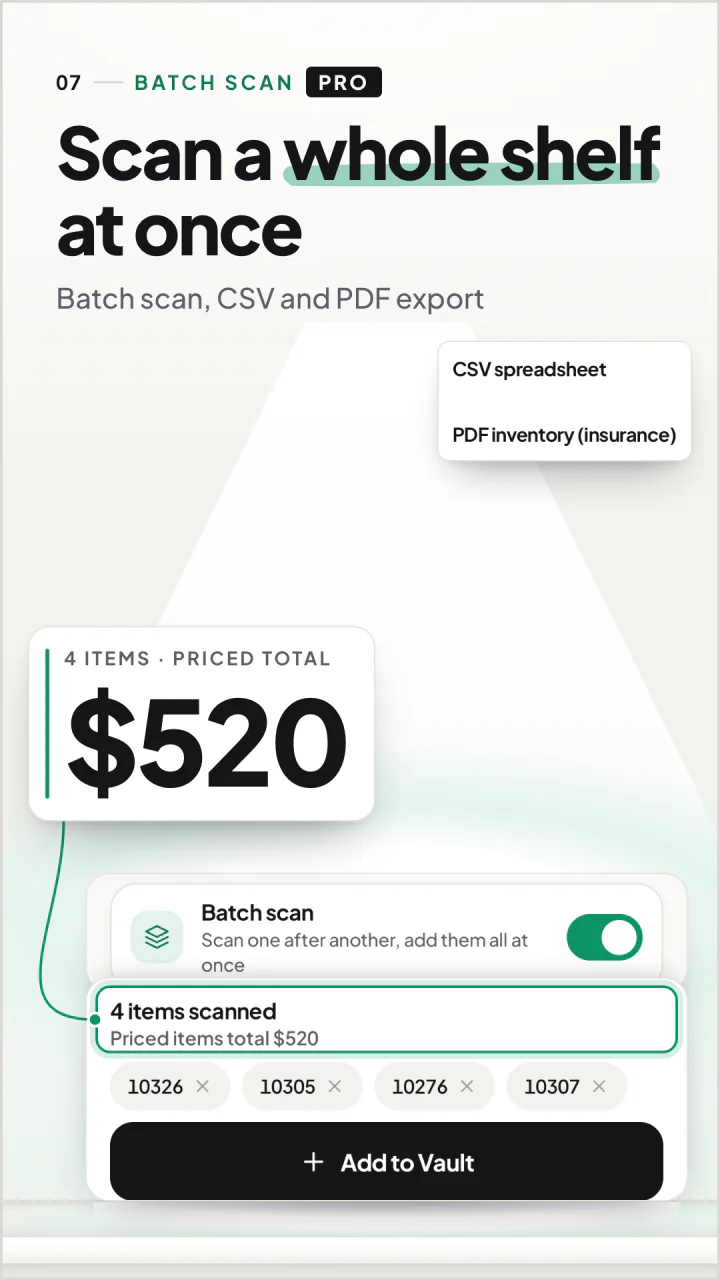 07 — BATCH SCAN PRO
Scan a whole shelf
at once
Batch scan, CSV and PDF export
CSV spreadsheet
PDF inventory (insurance)
4 ITEMS · PRICED TOTAL
$520
Batch scan
Scan one after another, add them all at
once
4 items scanned
Priced items total $520
10326 × 10305 × 10276 × 10307 ×
+ Add to Vault